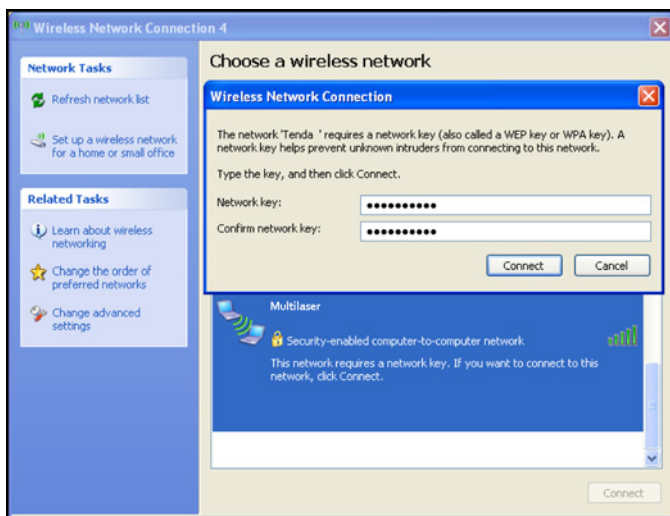 Wireless Network Connection 4
Network Tasks
Refresh network list
Set up a wireless network
for a home or small office
Related Tasks
Learn about wireless
networking
Change the order of
preferred networks
Change advanced
settings
Choose a wireless network
Wireless Network Connection
The network 'Tenda ' requires a network key (also called a WEP key or WPA key). A
network key helps prevent unknown intruders from connecting to this network.
Type the key, and then click Connect.
Network key: ••••••••••
Confirm network key: ••••••••••
Connect Cancel
Multilaser
Security-enabled computer-to-computer network
This network requires a network key. If you want to connect to this
network, click Connect.
Connect